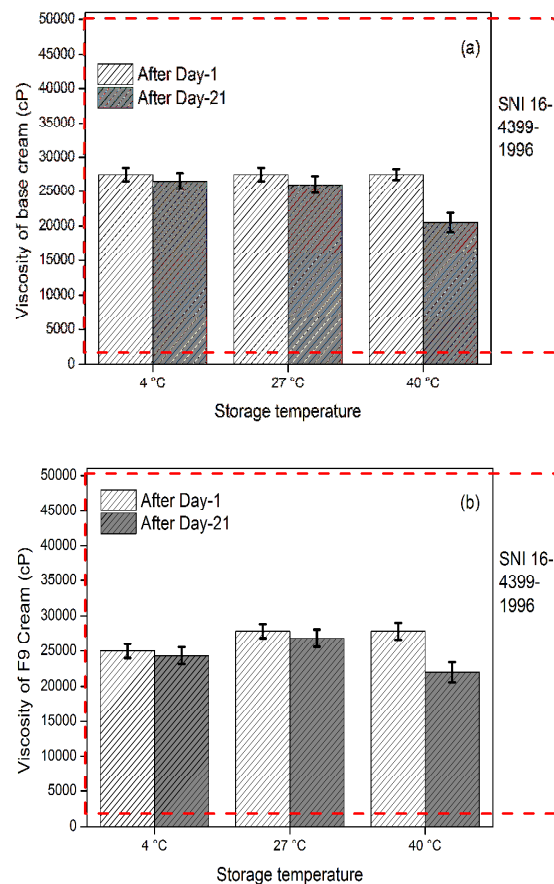 50000
45000
40000
35000
30000
25000
20000
15000
10000
5000
0
Viscosity of base cream (cP)
(a)
After Day-1
After Day-21
SNI 16-
4399-
1996
4 °C
27 °C
40 °C
Storage temperature
50000
45000
40000
35000
30000
25000
20000
15000
10000
5000
0
Viscosity of F9 Cream (cP)
(b)
After Day-1
After Day-21
SNI 16-
4399-
1996
4 °C
27 °C
40 °C
Storage temperature